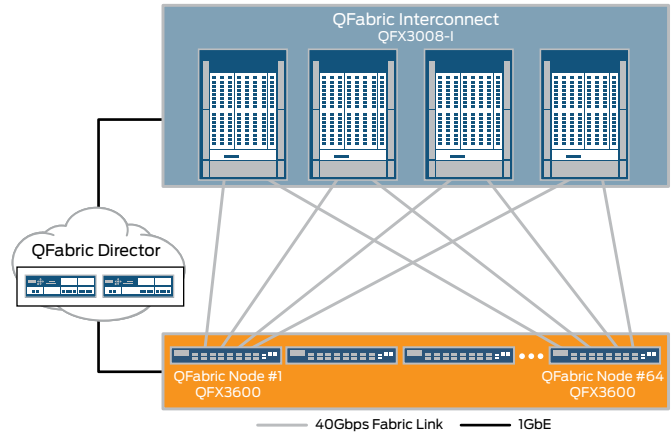 QFabric Interconnect
QFX3008-I
QFabric Director
QFabric Node #1
QFX3600
QFabric Node #64
QFX3600
40Gbps Fabric Link
1GbE